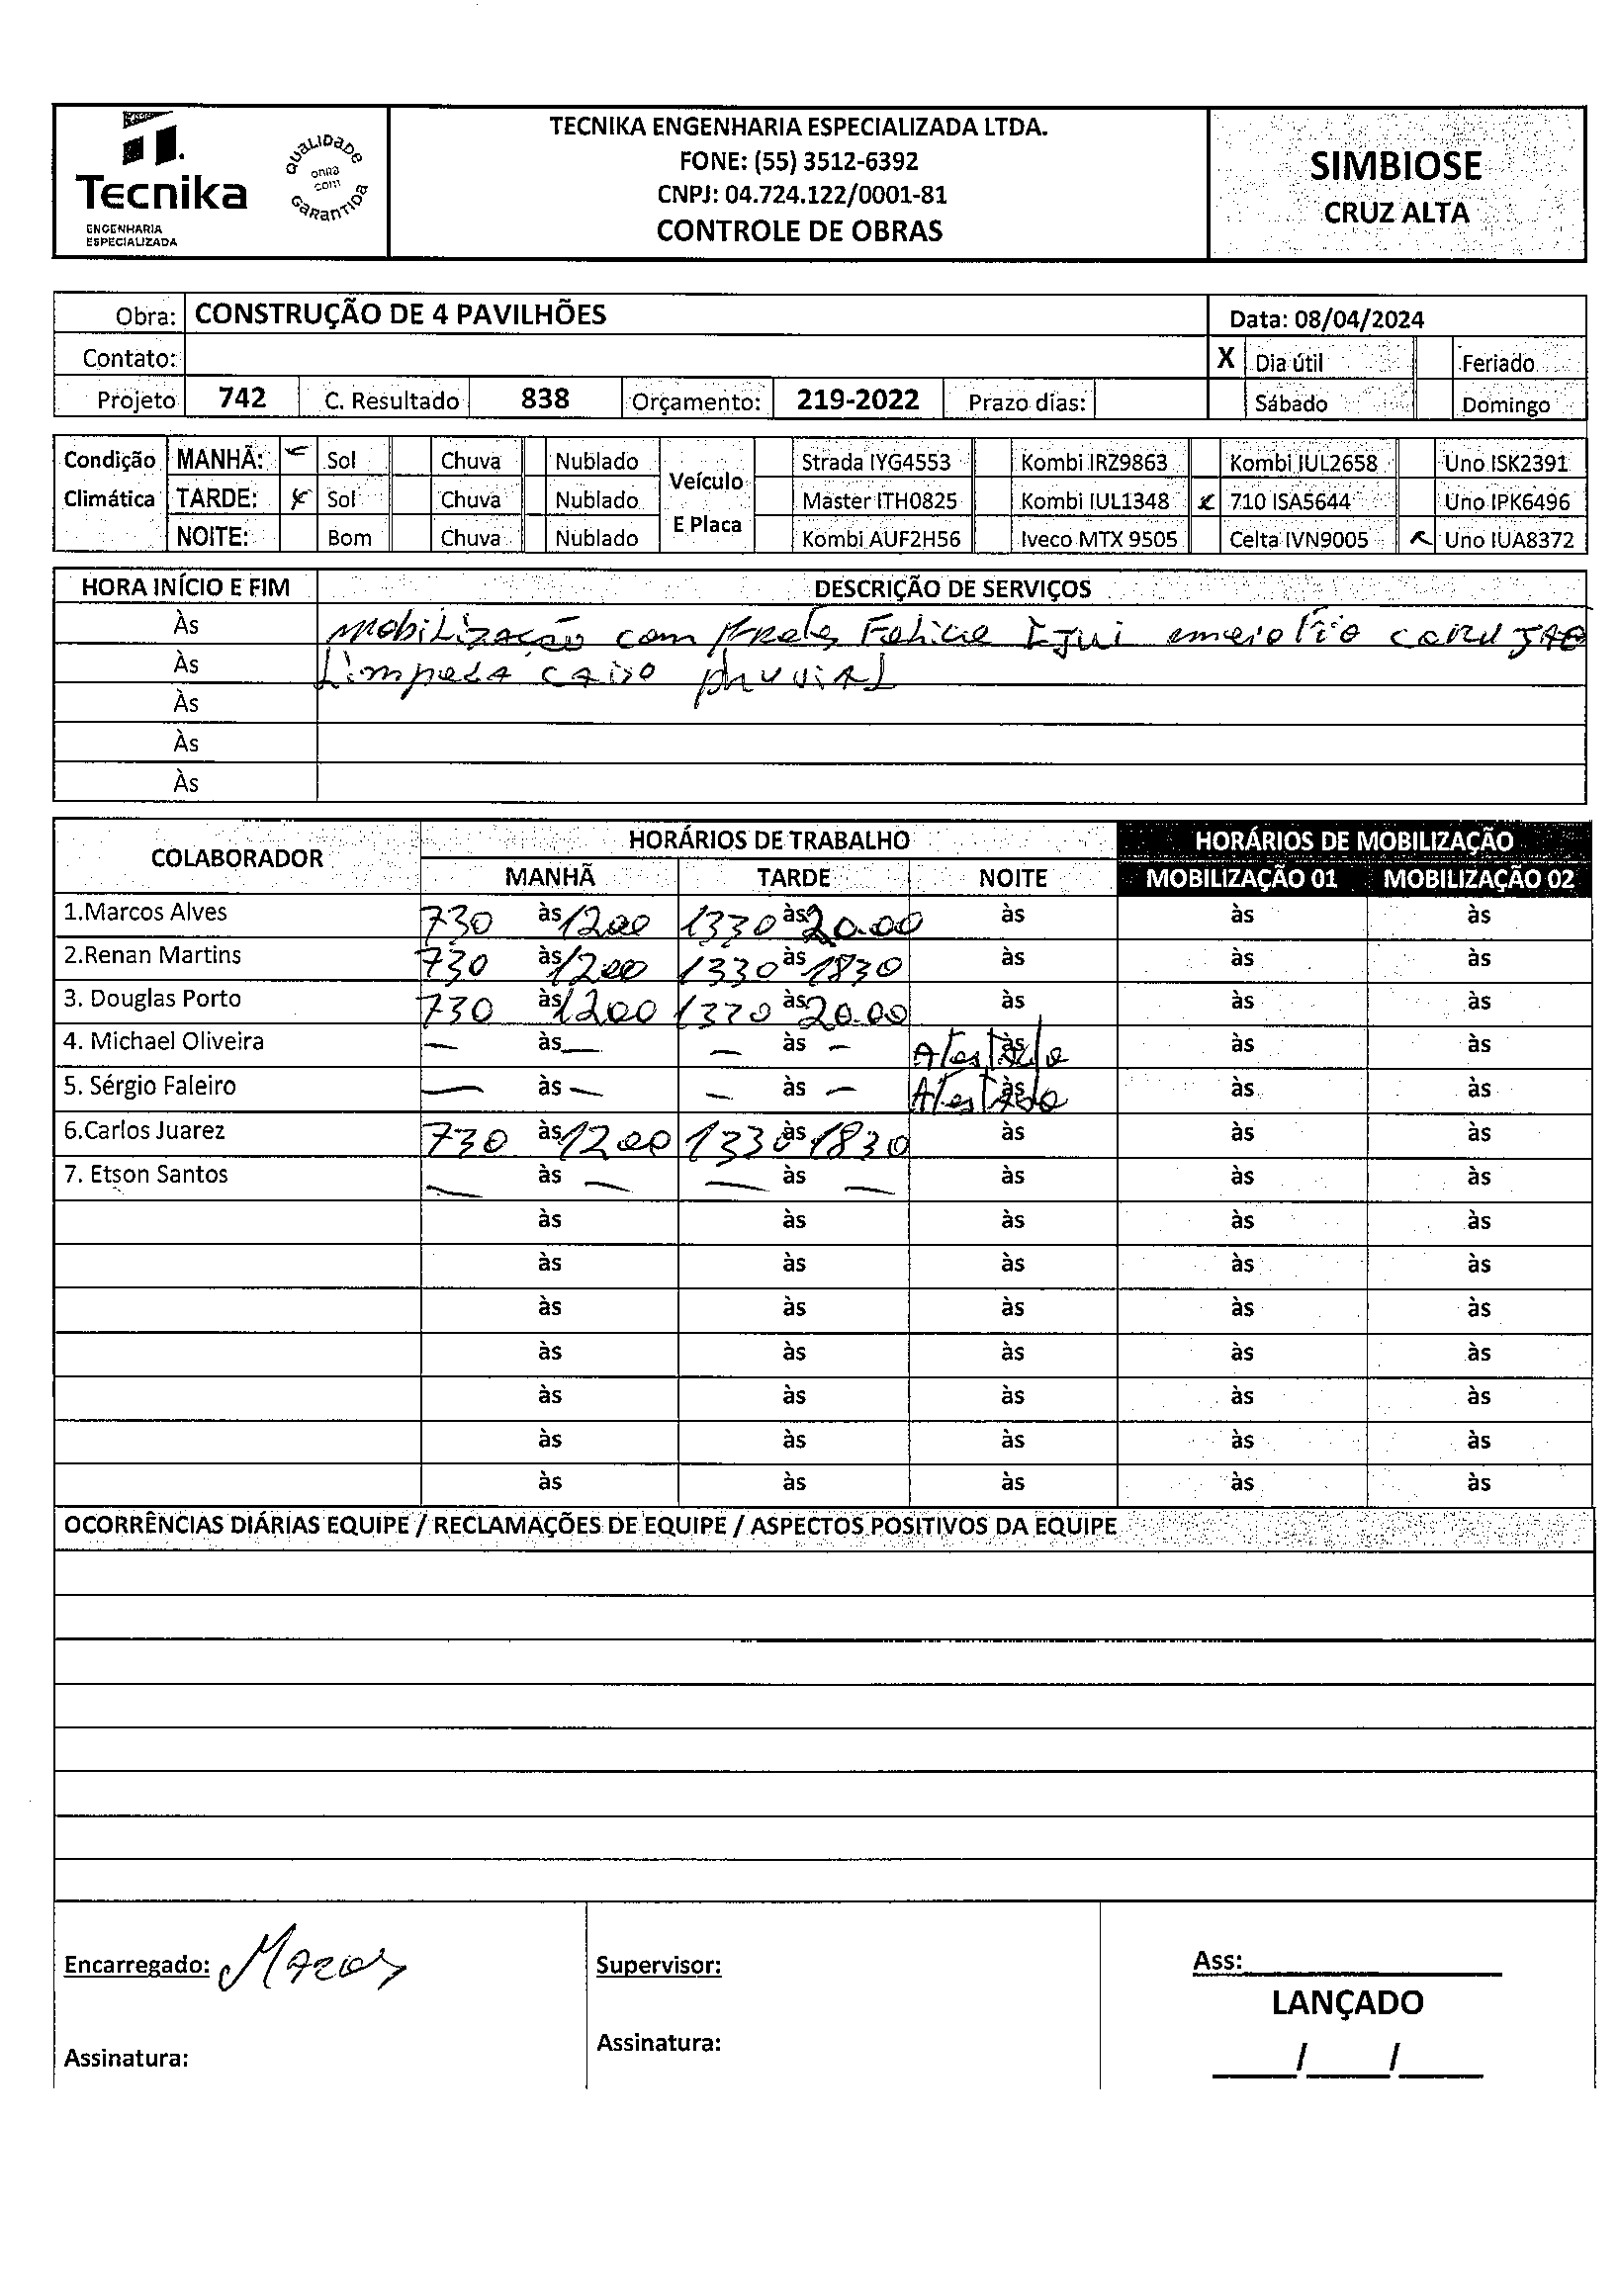 Tecnika
ENGENHARIA
ESPECIALIZADA
QUALIDADE
COM
GARANTIDA
TECNIKA ENGENHARIA ESPECIALIZADA LTDA.
FONE: (55) 3512-6392
CNPJ: 04.724.122/0001-81
CONTROLE DE OBRAS
SIMBIOSE
CRUZ ALTA
Obra: CONSTRUÇÃO DE 4 PAVILHÕES Data: 08/04/2024
Contato: X Dia útil Feriado
Projeto 742 C. Resultado 838 Orçamento: 219-2022 Prazo dias: Sábado Domingo
Condição Climática Veículo E Placa
MANHÃ: Sol Chuva Nublado Strada IYG4553 Kombi IRZ9863 Kombi IUL2658 Uno ISK2391
TARDE: x Sol Chuva Nublado Master ITH0825 Kombi IUL1348 x 710 ISA5644 Uno IPK6496
NOITE: Bom Chuva Nublado Kombi AUF2H56 Iveco MTX 9505 Celta IVN9005 x Uno IUA8372
HORA INÍCIO E FIM DESCRIÇÃO DE SERVIÇOS
Às mobilização com
Às Limpesa caixo pluvial
Às
Às
Às
COLABORADOR HORÁRIOS DE TRABALHO HORÁRIOS DE MOBILIZAÇÃO
MANHÃ TARDE NOITE MOBILIZAÇÃO 01 MOBILIZAÇÃO 02
1.Marcos Alves 730 às 1200 1330 às 20.00 às às às
2.Renan Martins 730 às 1200 1330 às 1830 às às às
3. Douglas Porto 730 às 1200 1330 às 20.00 às às às
4. Michael Oliveira — às — — às — Atestado às às às
5. Sérgio Faleiro — às — — às — Atestado às às às
6.Carlos Juarez 730 às 1200 1330 às 1830 às às às
7. Etson Santos — às — — às — às às às
às às às às às
às às às às às
às às às às às
às às às às às
às às às às às
às às às às às
às às às às às
OCORRÊNCIAS DIÁRIAS EQUIPE / RECLAMAÇÕES DE EQUIPE / ASPECTOS POSITIVOS DA EQUIPE
Encarregado: Marcos Supervisor: Ass:
LANÇADO
Assinatura: Assinatura: / /